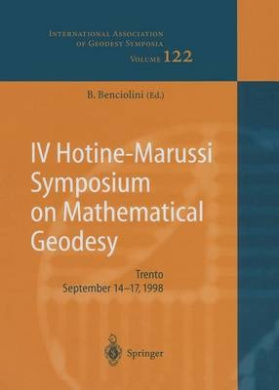 International Association
of Geodesy Symposia
Volume 122
B. Benciolini (Ed.)
IV Hotine-Marussi
Symposium
on Mathematical
Geodesy
Trento
September 14–17, 1998
Springer